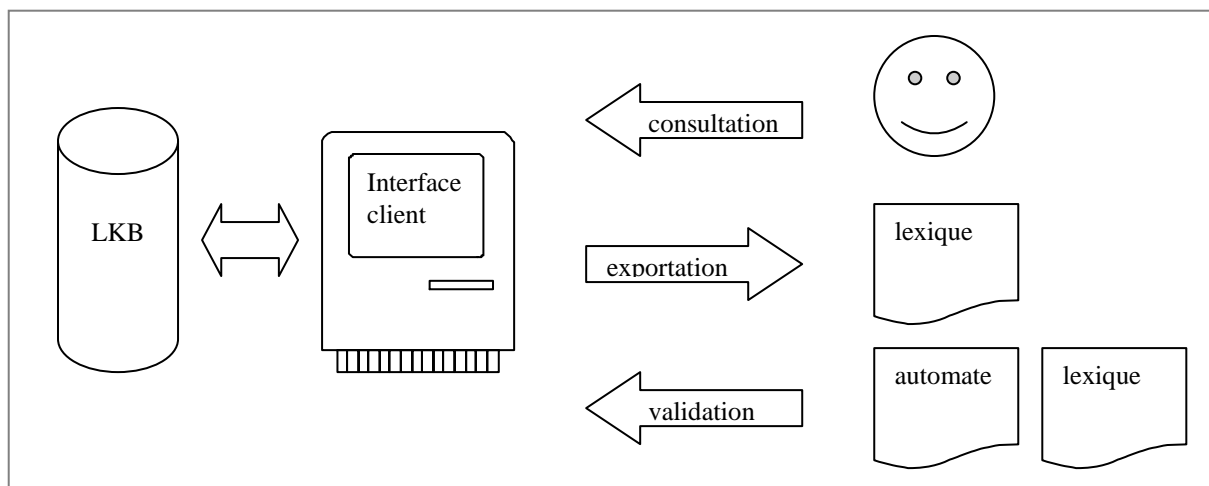 consultation
Interface
client
LKB
lexique
exportation
automate
lexique
validation